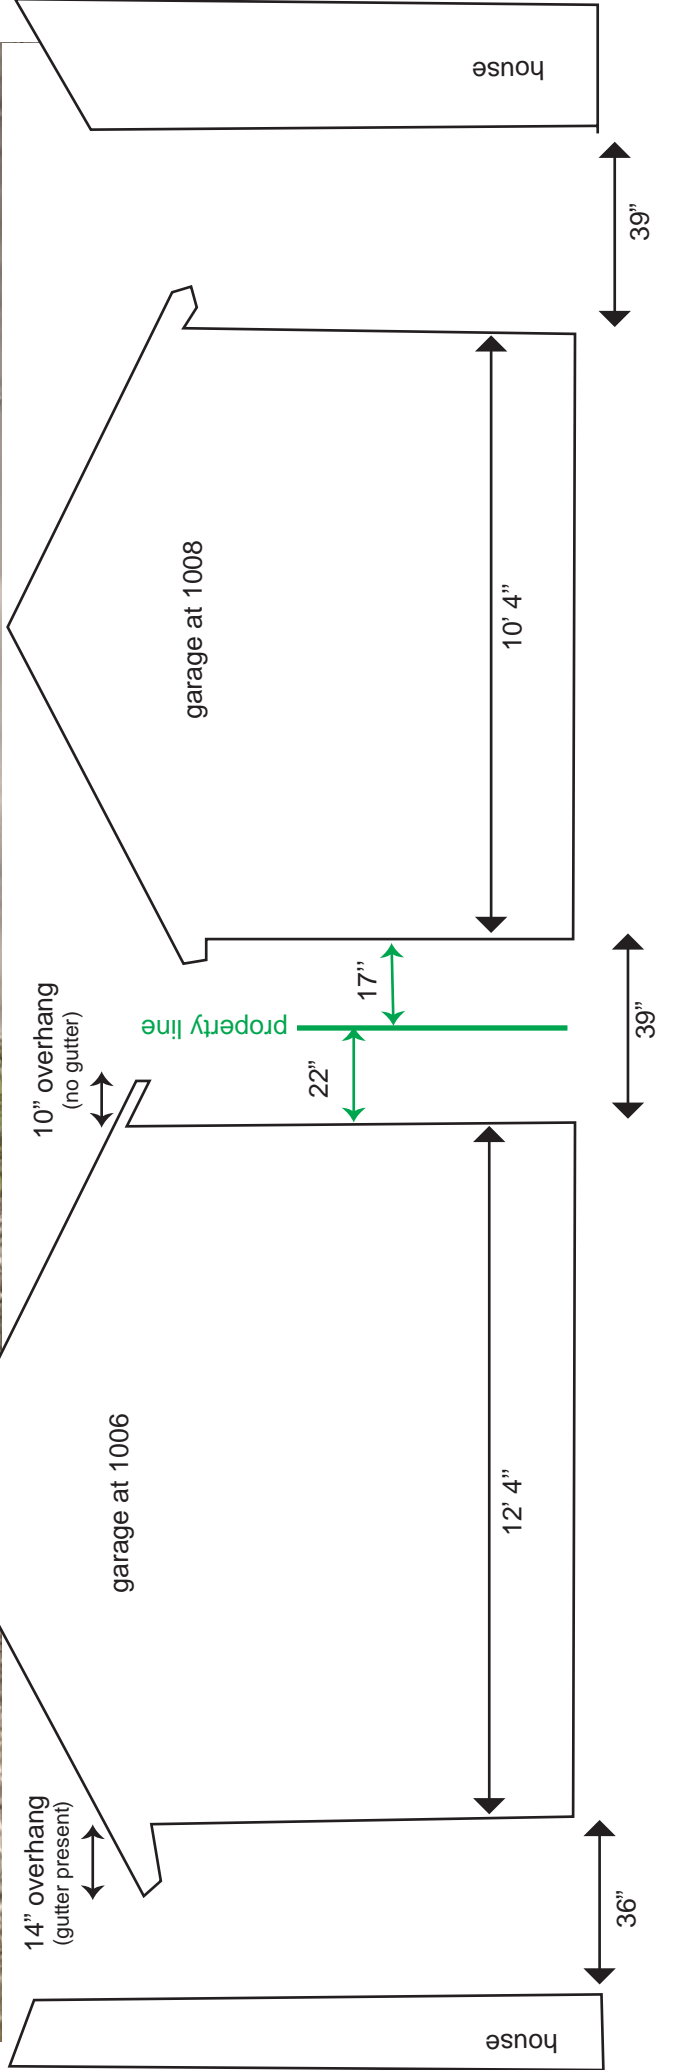 14” overhang
(gutter present)
10” overhang
(no gutter)
garage at 1006
garage at 1008
property line
22”
17”
12’ 4”
10’ 4”
36”
39”
39”
house
house